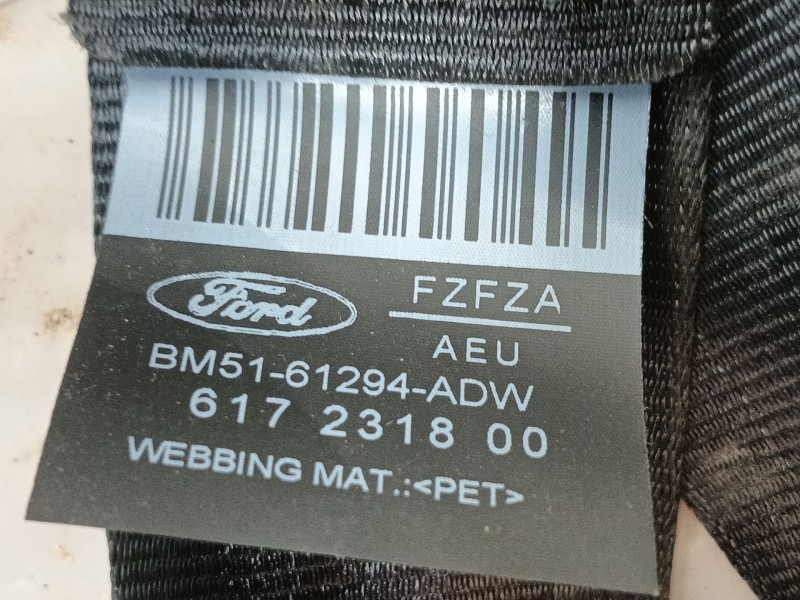 Ford
FZFZA
AEU
BM51-61294-ADW
617 2318 00
WEBBING MAT.:<PET>